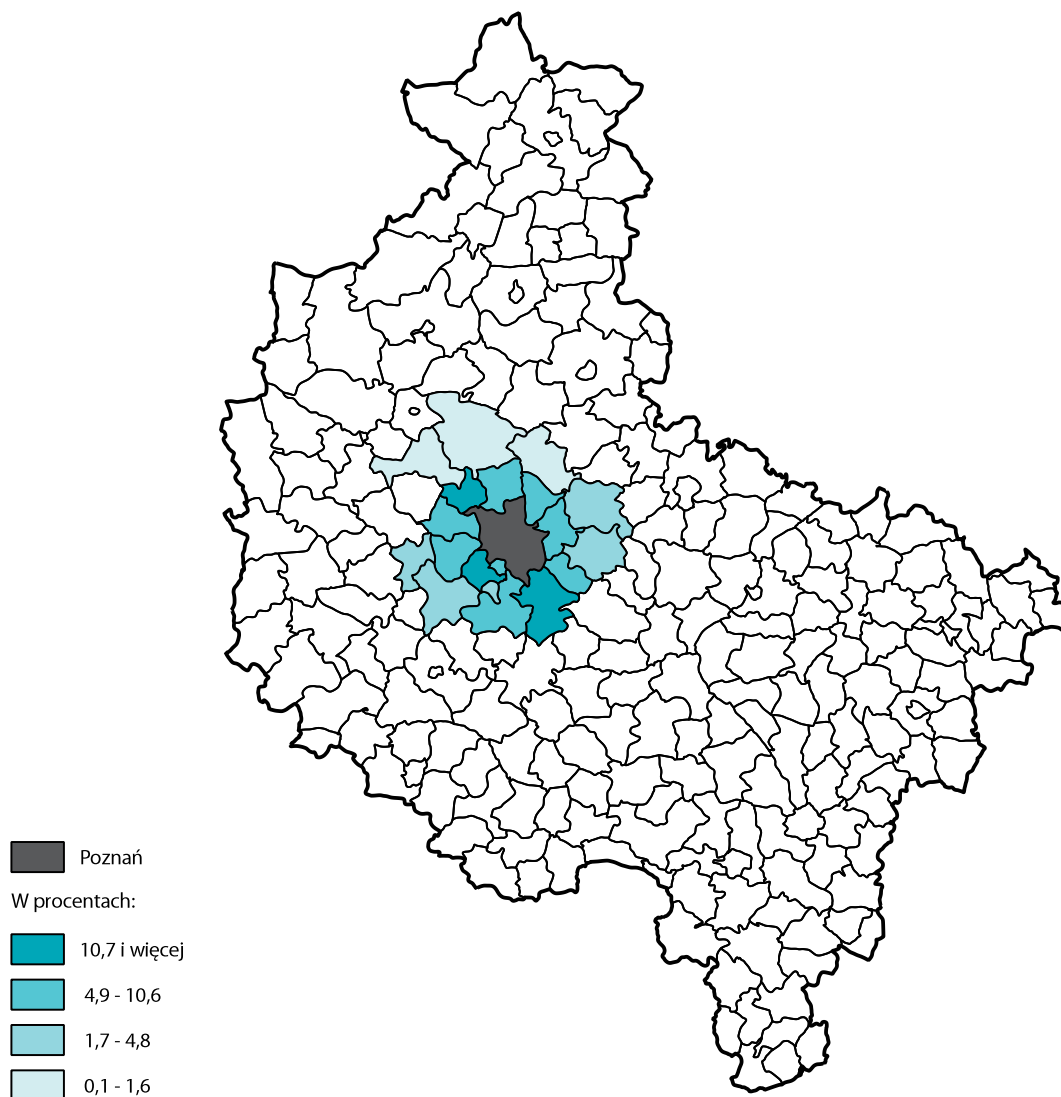 Poznań
W procentach:
10,7 i więcej
4,9 - 10,6
1,7 - 4,8
0,1 - 1,6